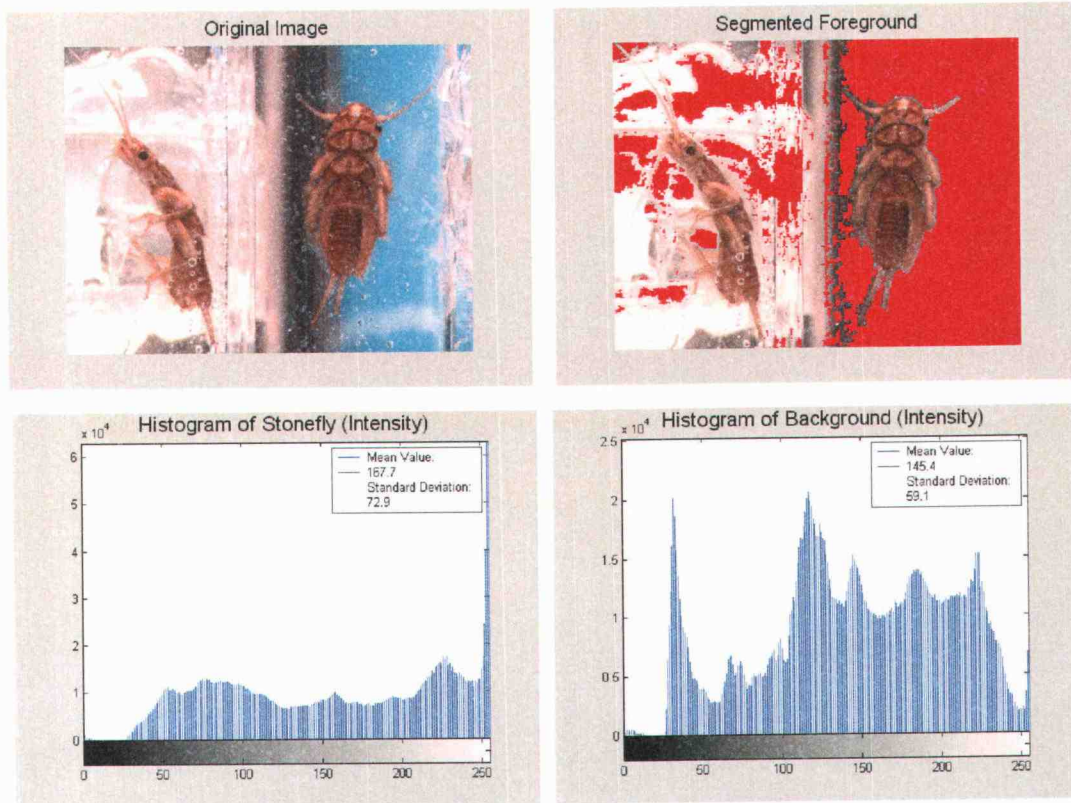 Original Image
Segmented Foreground
Histogram of Stonefly (Intensity)
x 10^4
6
5
4
3
2
1
0
Mean Value:
167.7
Standard Deviation:
72.9
0
50
100
150
200
250
Histogram of Background (Intensity)
x 10^4
2.5
2
1.5
1
0.5
0
Mean Value:
145.4
Standard Deviation:
59.1
0
50
100
150
200
250